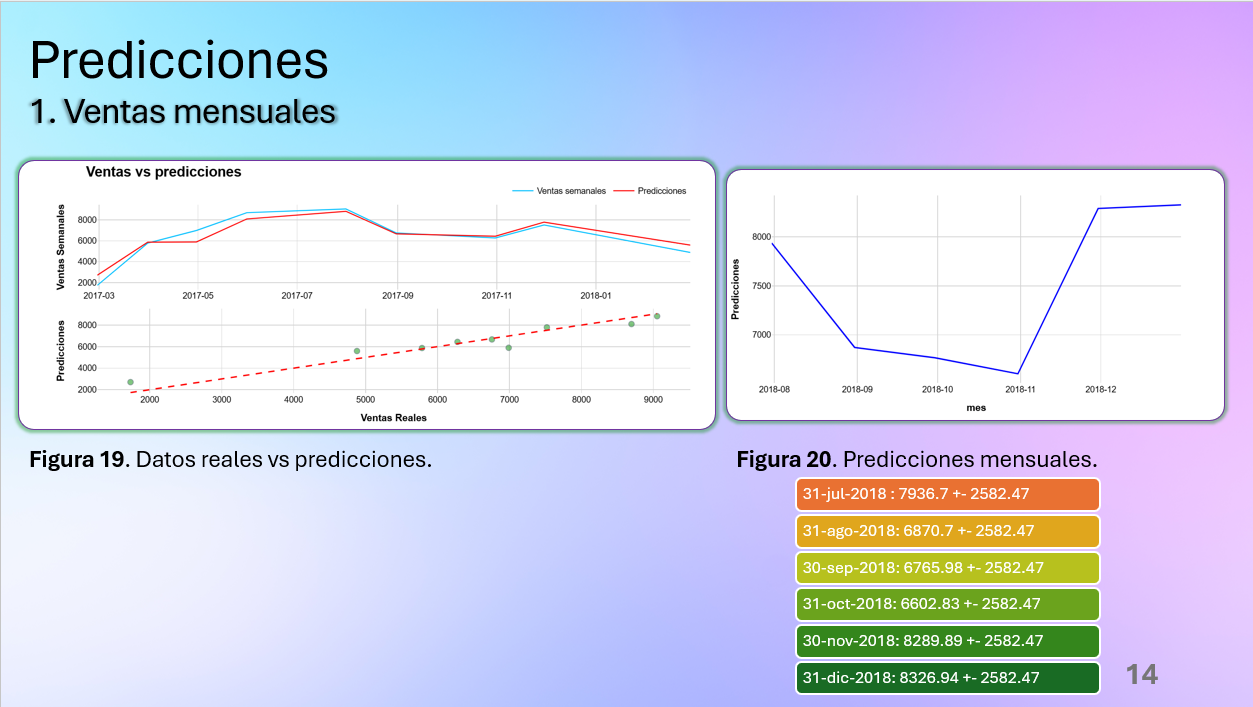 Predicciones
1. Ventas mensuales
Ventas vs predicciones
Ventas semanales
Predicciones
Ventas Semanales
8000
6000
4000
2000
2017-03
2017-05
2017-07
2017-09
2017-11
2018-01
Predicciones
8000
6000
4000
2000
2000
3000
4000
5000
6000
7000
8000
9000
Ventas Reales
Predicciones
8000
7500
7000
2018-08
2018-09
2018-10
2018-11
2018-12
mes
Figura 19. Datos reales vs predicciones.
Figura 20. Predicciones mensuales.
31-jul-2018 : 7936.7 +- 2582.47
31-ago-2018: 6870.7 +- 2582.47
30-sep-2018: 6765.98 +- 2582.47
31-oct-2018: 6602.83 +- 2582.47
30-nov-2018: 8289.89 +- 2582.47
31-dic-2018: 8326.94 +- 2582.47
14